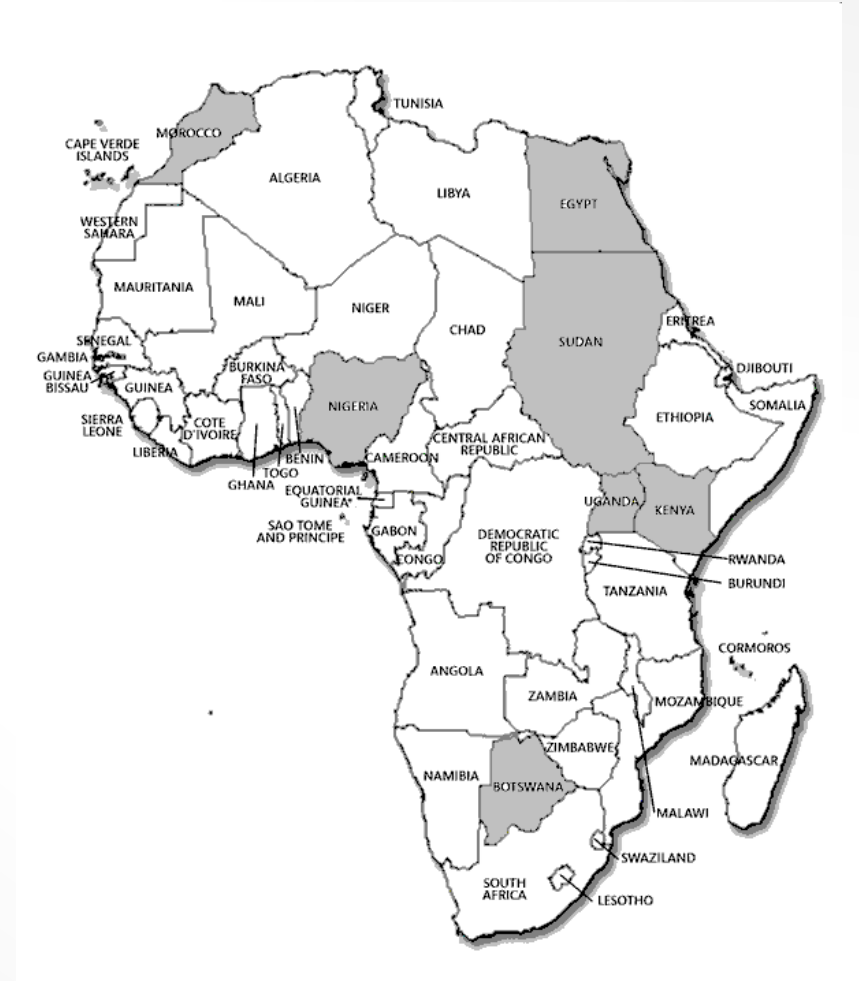 TUNISIA
MOROCCO
CAPE VERDE
ISLANDS
ALGERIA
LIBYA
EGYPT
WESTERN
SAHARA
MAURITANIA
MALI
NIGER
CHAD
SUDAN
ERITREA
SENEGAL
GAMBIA
GUINEA
BISSAU
GUINEA
BURKINA
FASO
DJIBOUTI
NIGERIA
SOMALIA
ETHIOPIA
SIERRA
LEONE
COTE
D'IVOIRE
LIBERIA
CENTRAL AFRICAN
REPUBLIC
CAMEROON
BENIN
TOGO
GHANA
EQUATORIAL
GUINEA
UGANDA
KENYA
SAO TOME
AND PRINCIPE
GABON
CONGO
DEMOCRATIC
REPUBLIC
OF CONGO
RWANDA
BURUNDI
TANZANIA
CORMOROS
ANGOLA
ZAMBIA
MOZAMBIQUE
ZIMBABWE
MADAGASCAR
NAMIBIA
BOTSWANA
MALAWI
SWAZILAND
SOUTH
AFRICA
LESOTHO